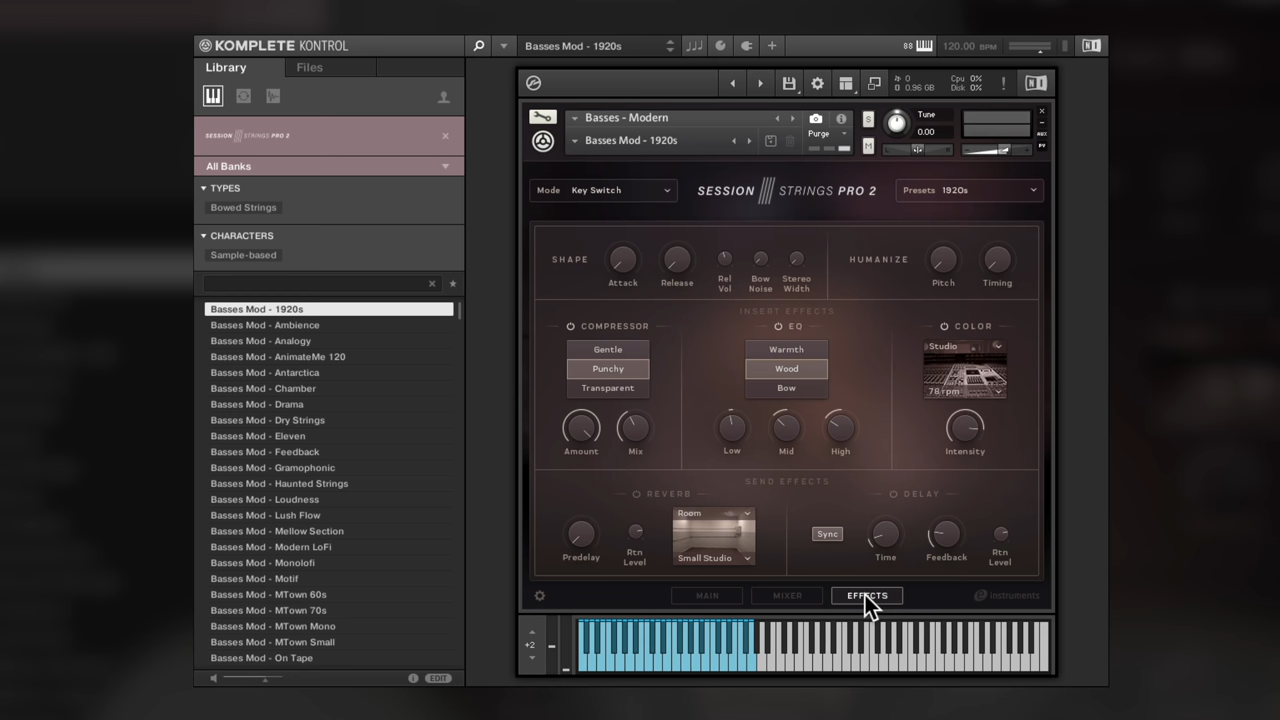 KOMPLETE KONTROL
Basses Mod - 1920s
88
120.00 BPM
Library
Files
SESSION STRINGS PRO 2
All Banks
TYPES
Bowed Strings
CHARACTERS
Sample-based
Basses Mod - 1920s
Basses Mod - Ambience
Basses Mod - Analogy
Basses Mod - AnimateMe 120
Basses Mod - Antarctica
Basses Mod - Chamber
Basses Mod - Drama
Basses Mod - Dry Strings
Basses Mod - Eleven
Basses Mod - Feedback
Basses Mod - Gramophonic
Basses Mod - Haunted Strings
Basses Mod - Loudness
Basses Mod - Lush Flow
Basses Mod - Mellow Section
Basses Mod - Modern LoFi
Basses Mod - Monolofi
Basses Mod - Motif
Basses Mod - MTown 60s
Basses Mod - MTown 70s
Basses Mod - MTown Mono
Basses Mod - MTown Small
Basses Mod - On Tape
EDIT
0
0.96 GB
Cpu 0%
Disk 0%
!
Basses - Modern
Basses Mod - 1920s
Purge
S
M
Tune
0.00
AUX
PV
Mode Key Switch
SESSION STRINGS PRO 2
Presets 1920s
SHAPE
Attack
Release
Rel Vol
Bow Noise
Stereo Width
HUMANIZE
Pitch
Timing
INSERT EFFECTS
COMPRESSOR
EQ
COLOR
Gentle
Punchy
Transparent
Warmth
Wood
Bow
Studio
78 rpm
Amount
Mix
Low
Mid
High
Intensity
SEND EFFECTS
REVERB
DELAY
Predelay
Rtn Level
Room
Small Studio
Sync
Time
Feedback
Rtn Level
MAIN
MIXER
EFFECTS
e instruments
+2